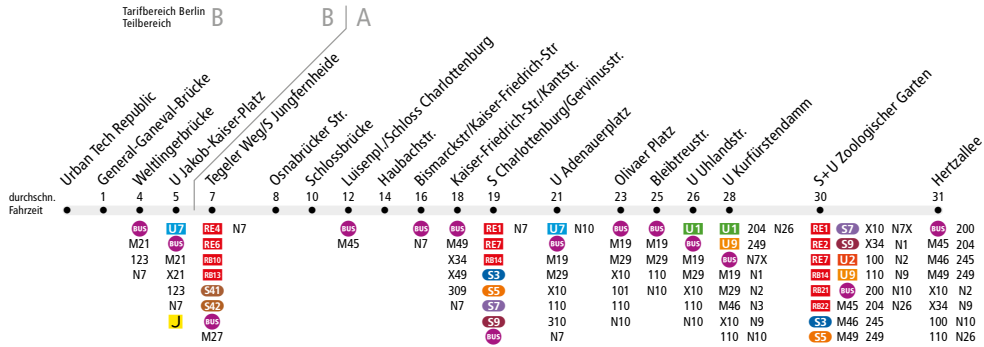 Tarifbereich Berlin
Teilbereich
B
B A
Urban Tech Republic
General-Ganeval-Brücke
Weltlingerbrücke
U Jakob-Kaiser-Platz
Tegeler Weg/S Jungfernheide
Osnabrücker Str.
Schlossbrücke
Luisenpl./Schloss Charlottenburg
Haubachstr.
Bismarckstr/Kaiser-Friedrich-Str
Kaiser-Friedrich-Str./Kantstr.
S Charlottenburg/Gervinusstr.
U Adenauerplatz
Olivaer Platz
Bleibtreustr.
U Uhlandstr.
U Kurfürstendamm
S+U Zoologischer Garten
Hertzallee
durchschn. 1 4 5 7 8 10 12 14 16 18 19 21 23 25 26 28 30 31
Fahrzeit
BUS U7 RE4 N7 BUS BUS BUS RE1 N7 U7 N10 BUS BUS U1 U1 204 N26 RE1 S7 X10 N7X BUS 200
M21 BUS RE6 M45 N7 M49 RE7 BUS M19 M19 BUS U9 249 RE2 S9 X34 N1 M45 204
123 M21 RB10 X34 RB14 M19 M29 M29 M19 BUS N7X RE7 U2 100 N2 M46 245
N7 X21 RB13 X49 S3 M29 X10 110 M29 M19 N1 RB14 U9 110 N9 M49 249
123 S41 309 S5 X10 101 N10 X10 M29 N2 RB21 BUS 200 N10 X10 N2
N7 S42 N7 S7 110 110 110 M46 N3 RB22 M45 204 N26 X34 N9
J BUS S9 310 N10 N10 X10 N9 S3 M46 245 100 N10
M27 BUS N7 110 N10 S5 M49 249 110 N26